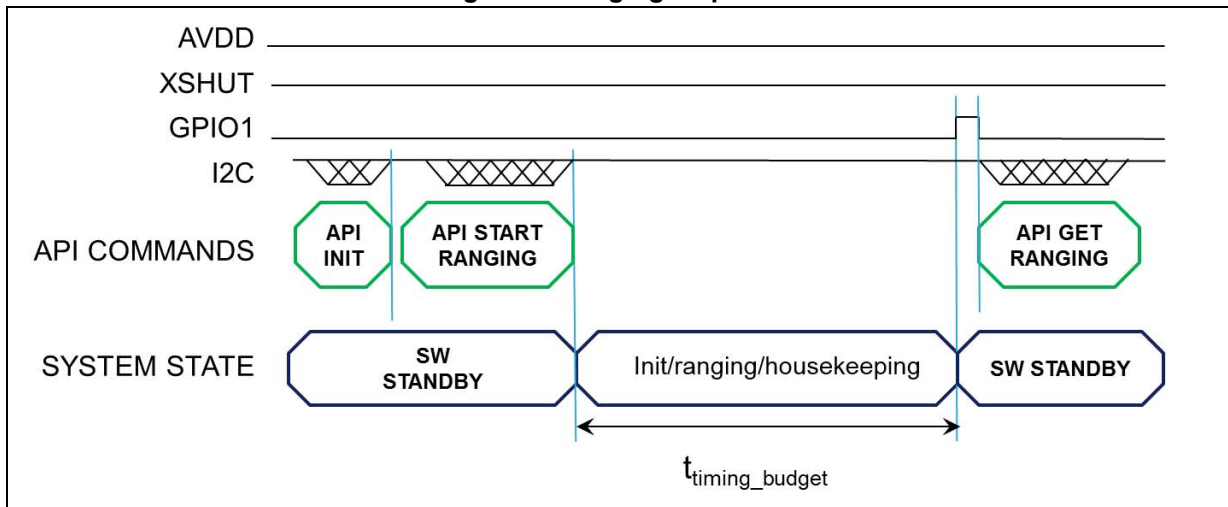 AVDD
XSHUT
GPIO1
I2C
API COMMANDS
API
INIT
API START
RANGING
API GET
RANGING
SYSTEM STATE
SW
STANDBY
Init/ranging/housekeeping
SW STANDBY
t timing_budget